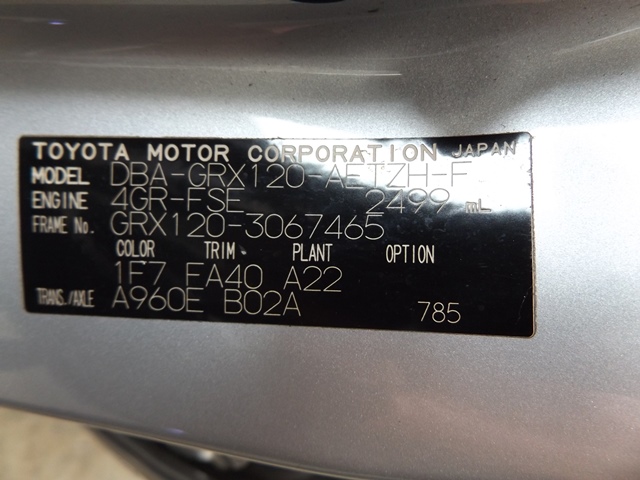 TOYOTA MOTOR CORPORATION JAPAN
MODEL DBA-GRX120-AETZH-F
ENGINE 4GR-FSE 2499 mL
FRAME No. GRX120-3067465
COLOR TRIM PLANT OPTION
1F7 FA40 A22
TRANS./AXLE A960E B02A 785